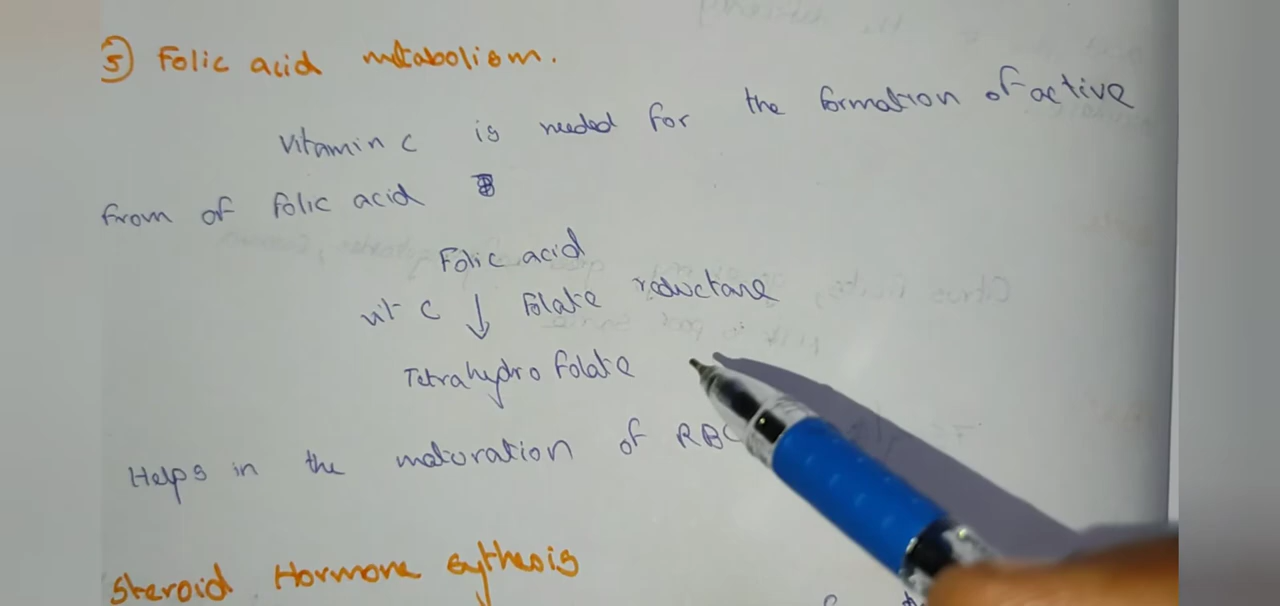 5) Folic acid metabolism.
Vitamin C is needed for the formation of active
from of folic acid
Folic acid
vit C ↓ Folate reductase
Tetrahydro folate
Helps in the maturation of RBC
Steroid Hormone sythesis